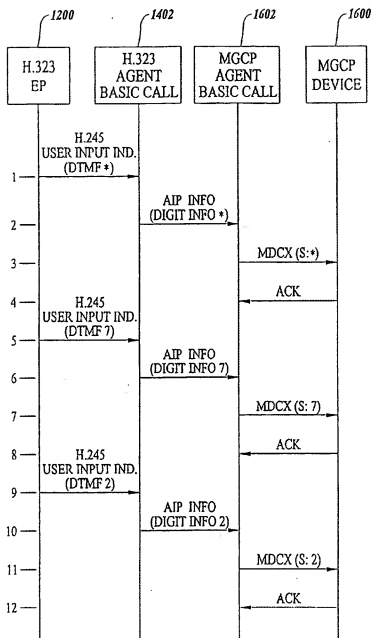 1200
1402
1602
1600
H.323
EP
H.323
AGENT
BASIC CALL
MGCP
AGENT
BASIC CALL
MGCP
DEVICE
H.245
USER INPUT IND.
(DTMF *)
1
AIP INFO
(DIGIT INFO *)
2
MDCX (S:*)
3
ACK
4
H.245
USER INPUT IND.
(DTMF 7)
5
AIP INFO
(DIGIT INFO 7)
6
MDCX (S: 7)
7
ACK
8
H.245
USER INPUT IND.
(DTMF 2)
9
AIP INFO
(DIGIT INFO 2)
10
MDCX (S: 2)
11
ACK
12